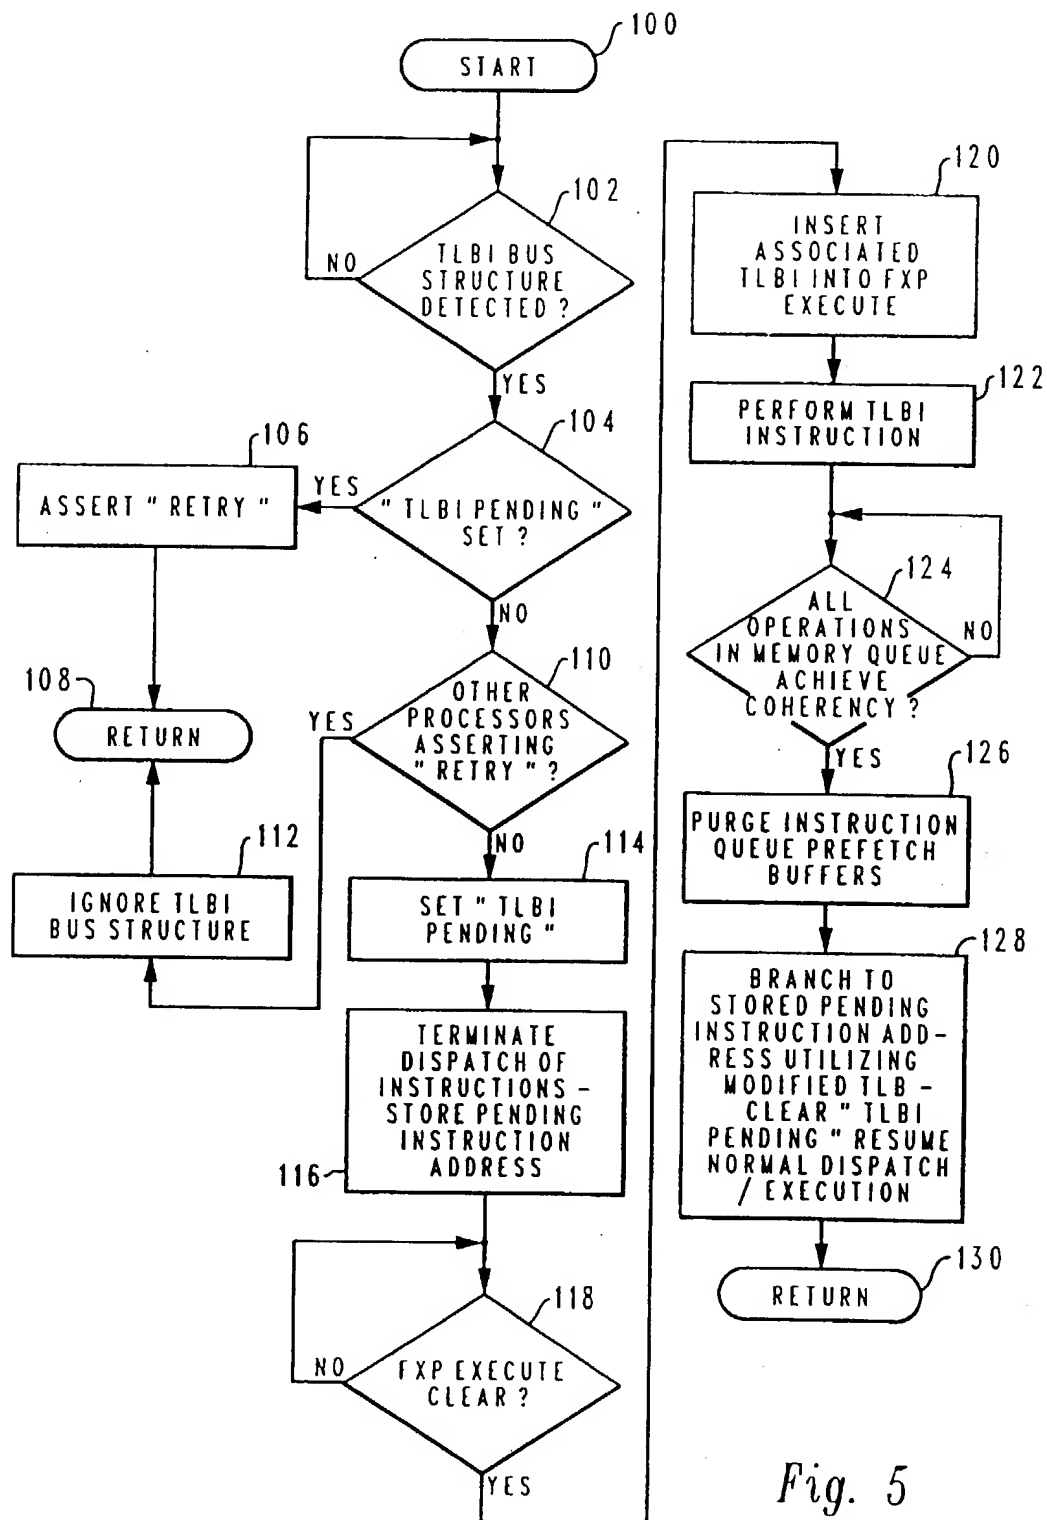 100
START
102
TLBI BUS
STRUCTURE
DETECTED ?
NO
YES
104
" TLBI PENDING "
SET ?
YES
106
ASSERT " RETRY "
108
RETURN
NO
110
OTHER
PROCESSORS
ASSERTING
" RETRY " ?
YES
112
IGNORE TLBI
BUS STRUCTURE
NO
114
SET " TLBI
PENDING "
116
TERMINATE
DISPATCH OF
INSTRUCTIONS -
STORE PENDING
INSTRUCTION
ADDRESS
118
FXP EXECUTE
CLEAR ?
NO
YES
120
INSERT
ASSOCIATED
TLBI INTO FXP
EXECUTE
122
PERFORM TLBI
INSTRUCTION
124
ALL
OPERATIONS
IN MEMORY QUEUE
ACHIEVE
COHERENCY ?
NO
YES
126
PURGE INSTRUCTION
QUEUE PREFETCH
BUFFERS
128
BRANCH TO
STORED PENDING
INSTRUCTION ADD-
RESS UTILIZING
MODIFIED TLB -
CLEAR " TLBI
PENDING " RESUME
NORMAL DISPATCH
/ EXECUTION
130
RETURN
Fig. 5